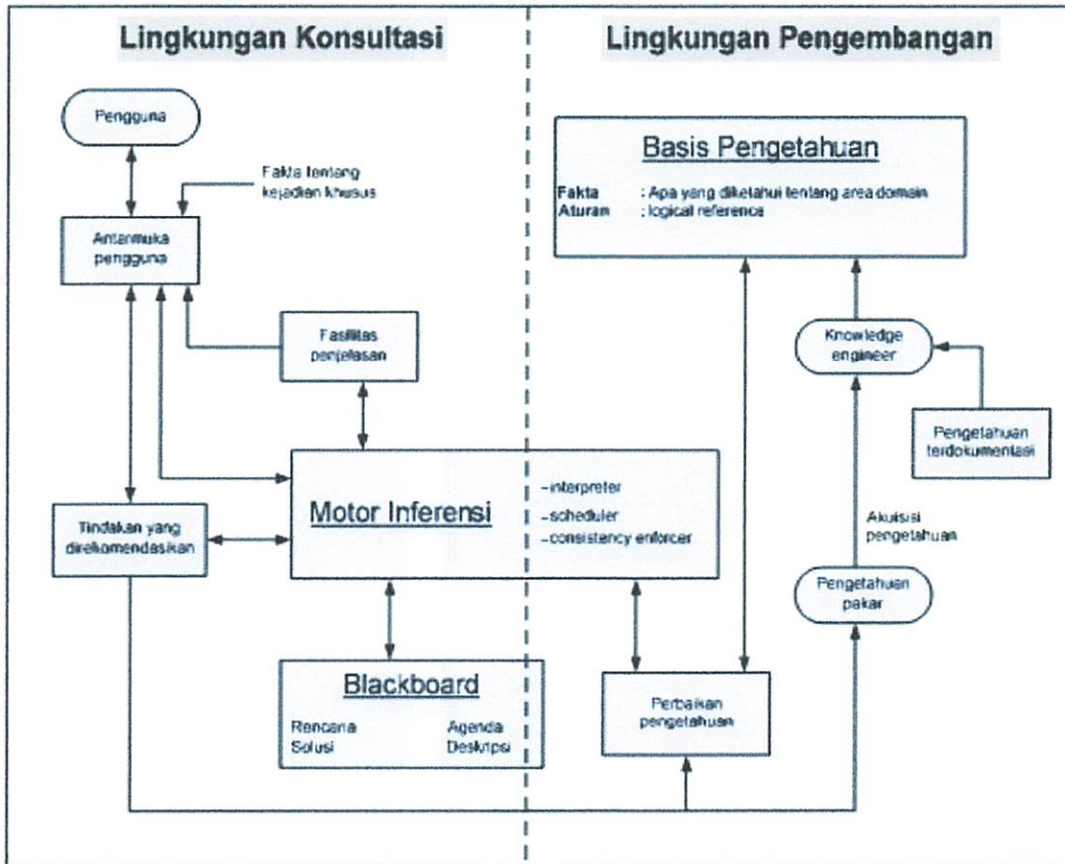 Lingkungan Konsultasi
Lingkungan Pengembangan
Pengguna
Fakta tentang
kejadian khusus
Antarmuka
pengguna
Fasilitas
penjelasan
Basis Pengetahuan
Fakta : Apa yang diketahui tentang area domain
Aturan : logical reference
Knowledge
engineer
Pengetahuan
terdokumentasi
Motor Inferensi
- interpreter
- scheduler
- consistency enforcer
Tindakan yang
direkomendasikan
Akuisisi
pengetahuan
Pengetahuan
pakar
Blackboard
Rencana Agenda
Solusi Deskripsi
Perbaikan
pengetahuan